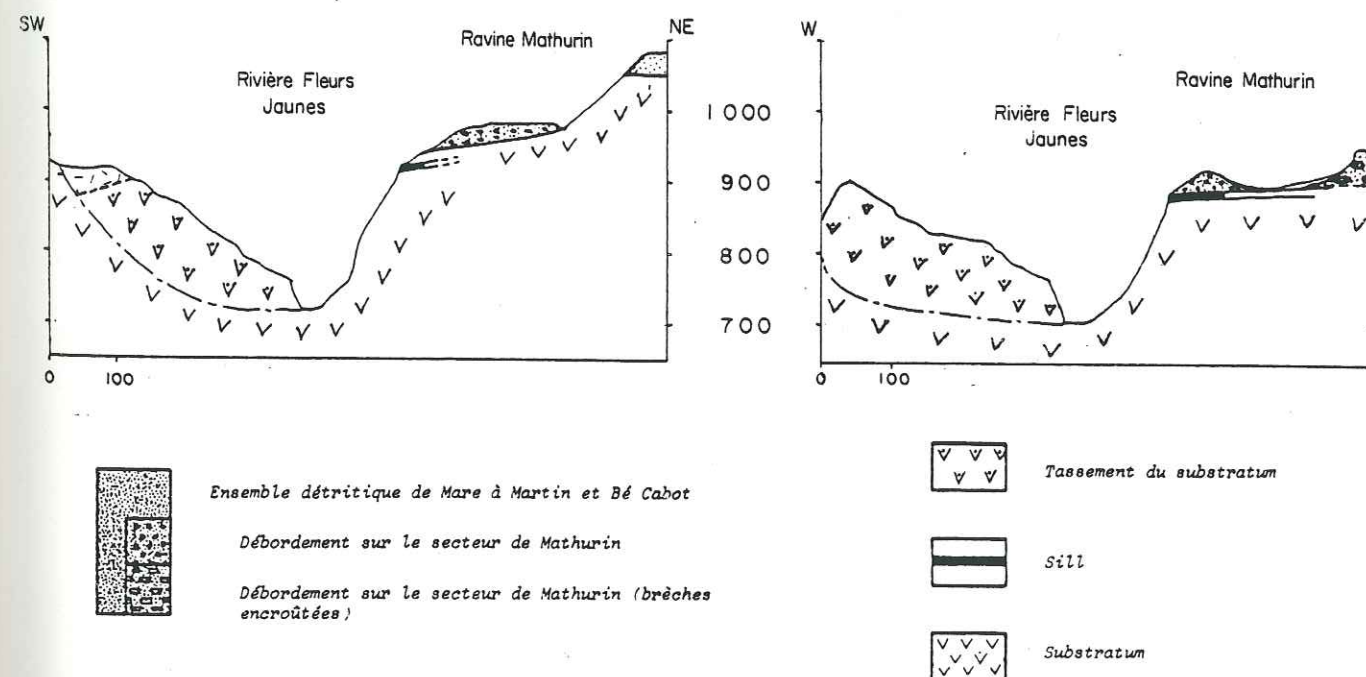 SW
NE
Ravine Mathurin
Rivière Fleurs
Jaunes
1 000
900
800
700
0 100
W
Ravine Mathurin
Rivière Fleurs
Jaunes
0 100
Ensemble détritique de Mare à Martin et Bé Cabot
Débordement sur le secteur de Mathurin
Débordement sur le secteur de Mathurin (brèches
encroûtées)
Tassement du substratum
Sill
Substratum